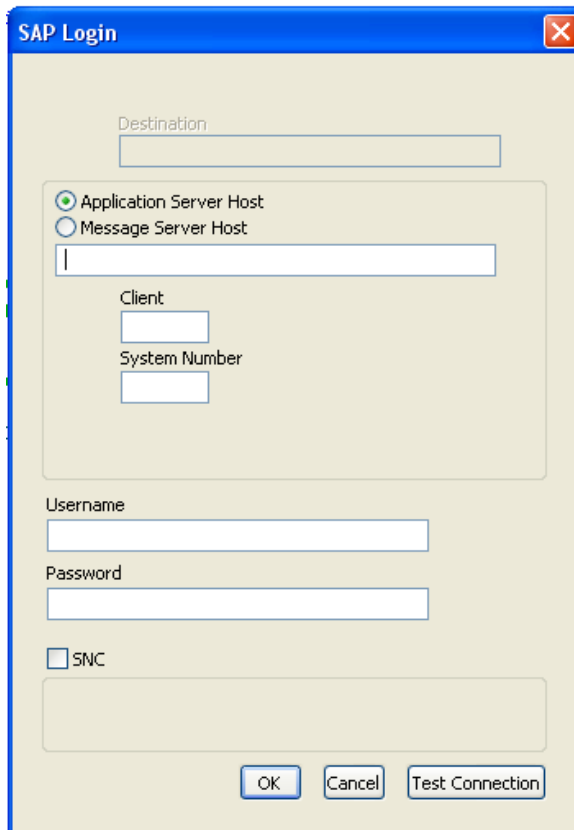 SAP Login
Destination
Application Server Host
Message Server Host
Client
System Number
Username
Password
SNC
OK Cancel Test Connection